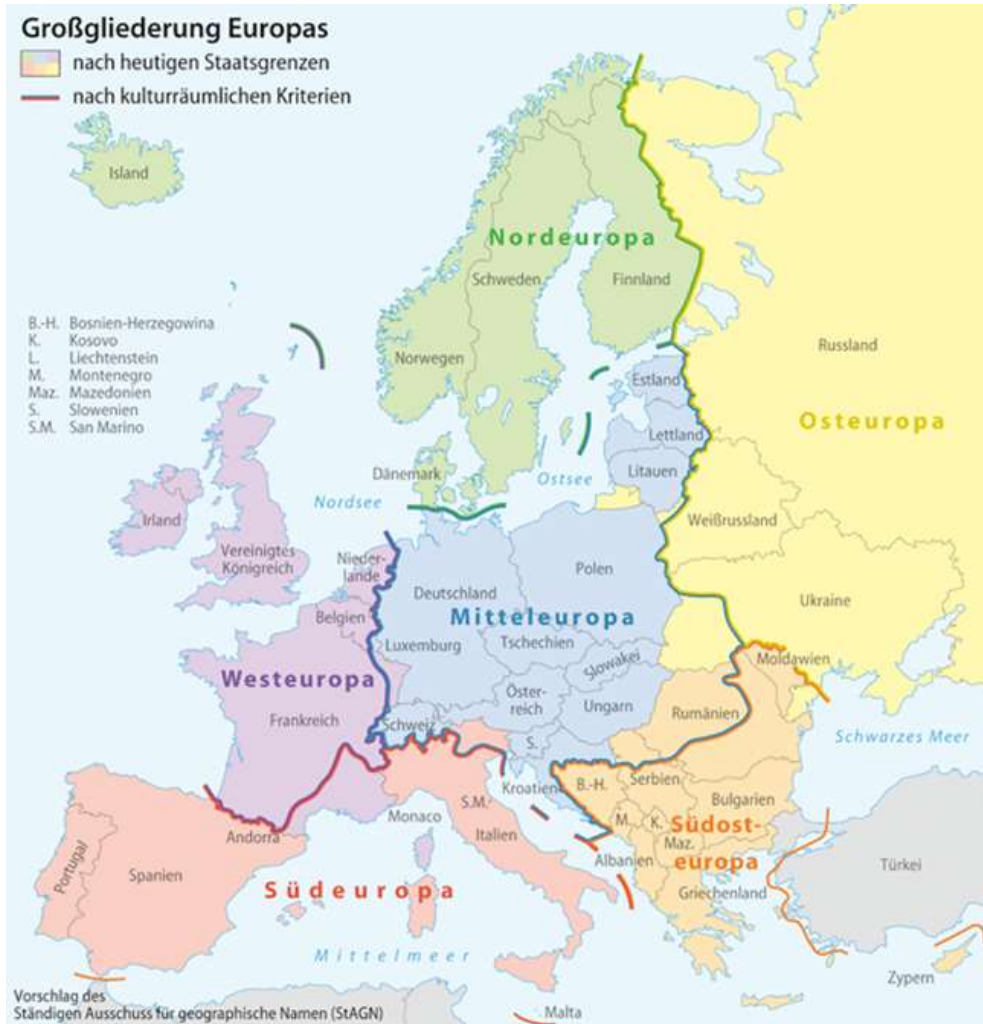 Großgliederung Europas
nach heutigen Staatsgrenzen
nach kulturräumlichen Kriterien
Island
Nordeuropa
Schweden
Finnland
B.-H. Bosnien-Herzegowina
K. Kosovo
L. Liechtenstein
M. Montenegro
Maz. Mazedonien
S. Slowenien
S.M. San Marino
Norwegen
Russland
Estland
Osteuropa
Lettland
Dänemark
Ostsee
Litauen
Nordsee
Irland
Weißrussland
Vereinigtes
Königreich
Nieder-
lande
Deutschland
Polen
Ukraine
Belgien
Mitteleuropa
Luxemburg
Tschechien
Slowakei
Moldawien
Westeuropa
Öster-
reich
Ungarn
Rumänien
Frankreich
Schweiz
S.
Schwarzes Meer
Kroatien
B.-H.
Serbien
S.M.
Bulgarien
Monaco
M.
K.
Südost-
europa
Andorra
Italien
Maz.
Portugal
Spanien
Albanien
Türkei
Südeuropa
Griechenland
Mittelmeer
Zypern
Vorschlag des
Ständigen Ausschuss für geographische Namen (StAGN)
Malta